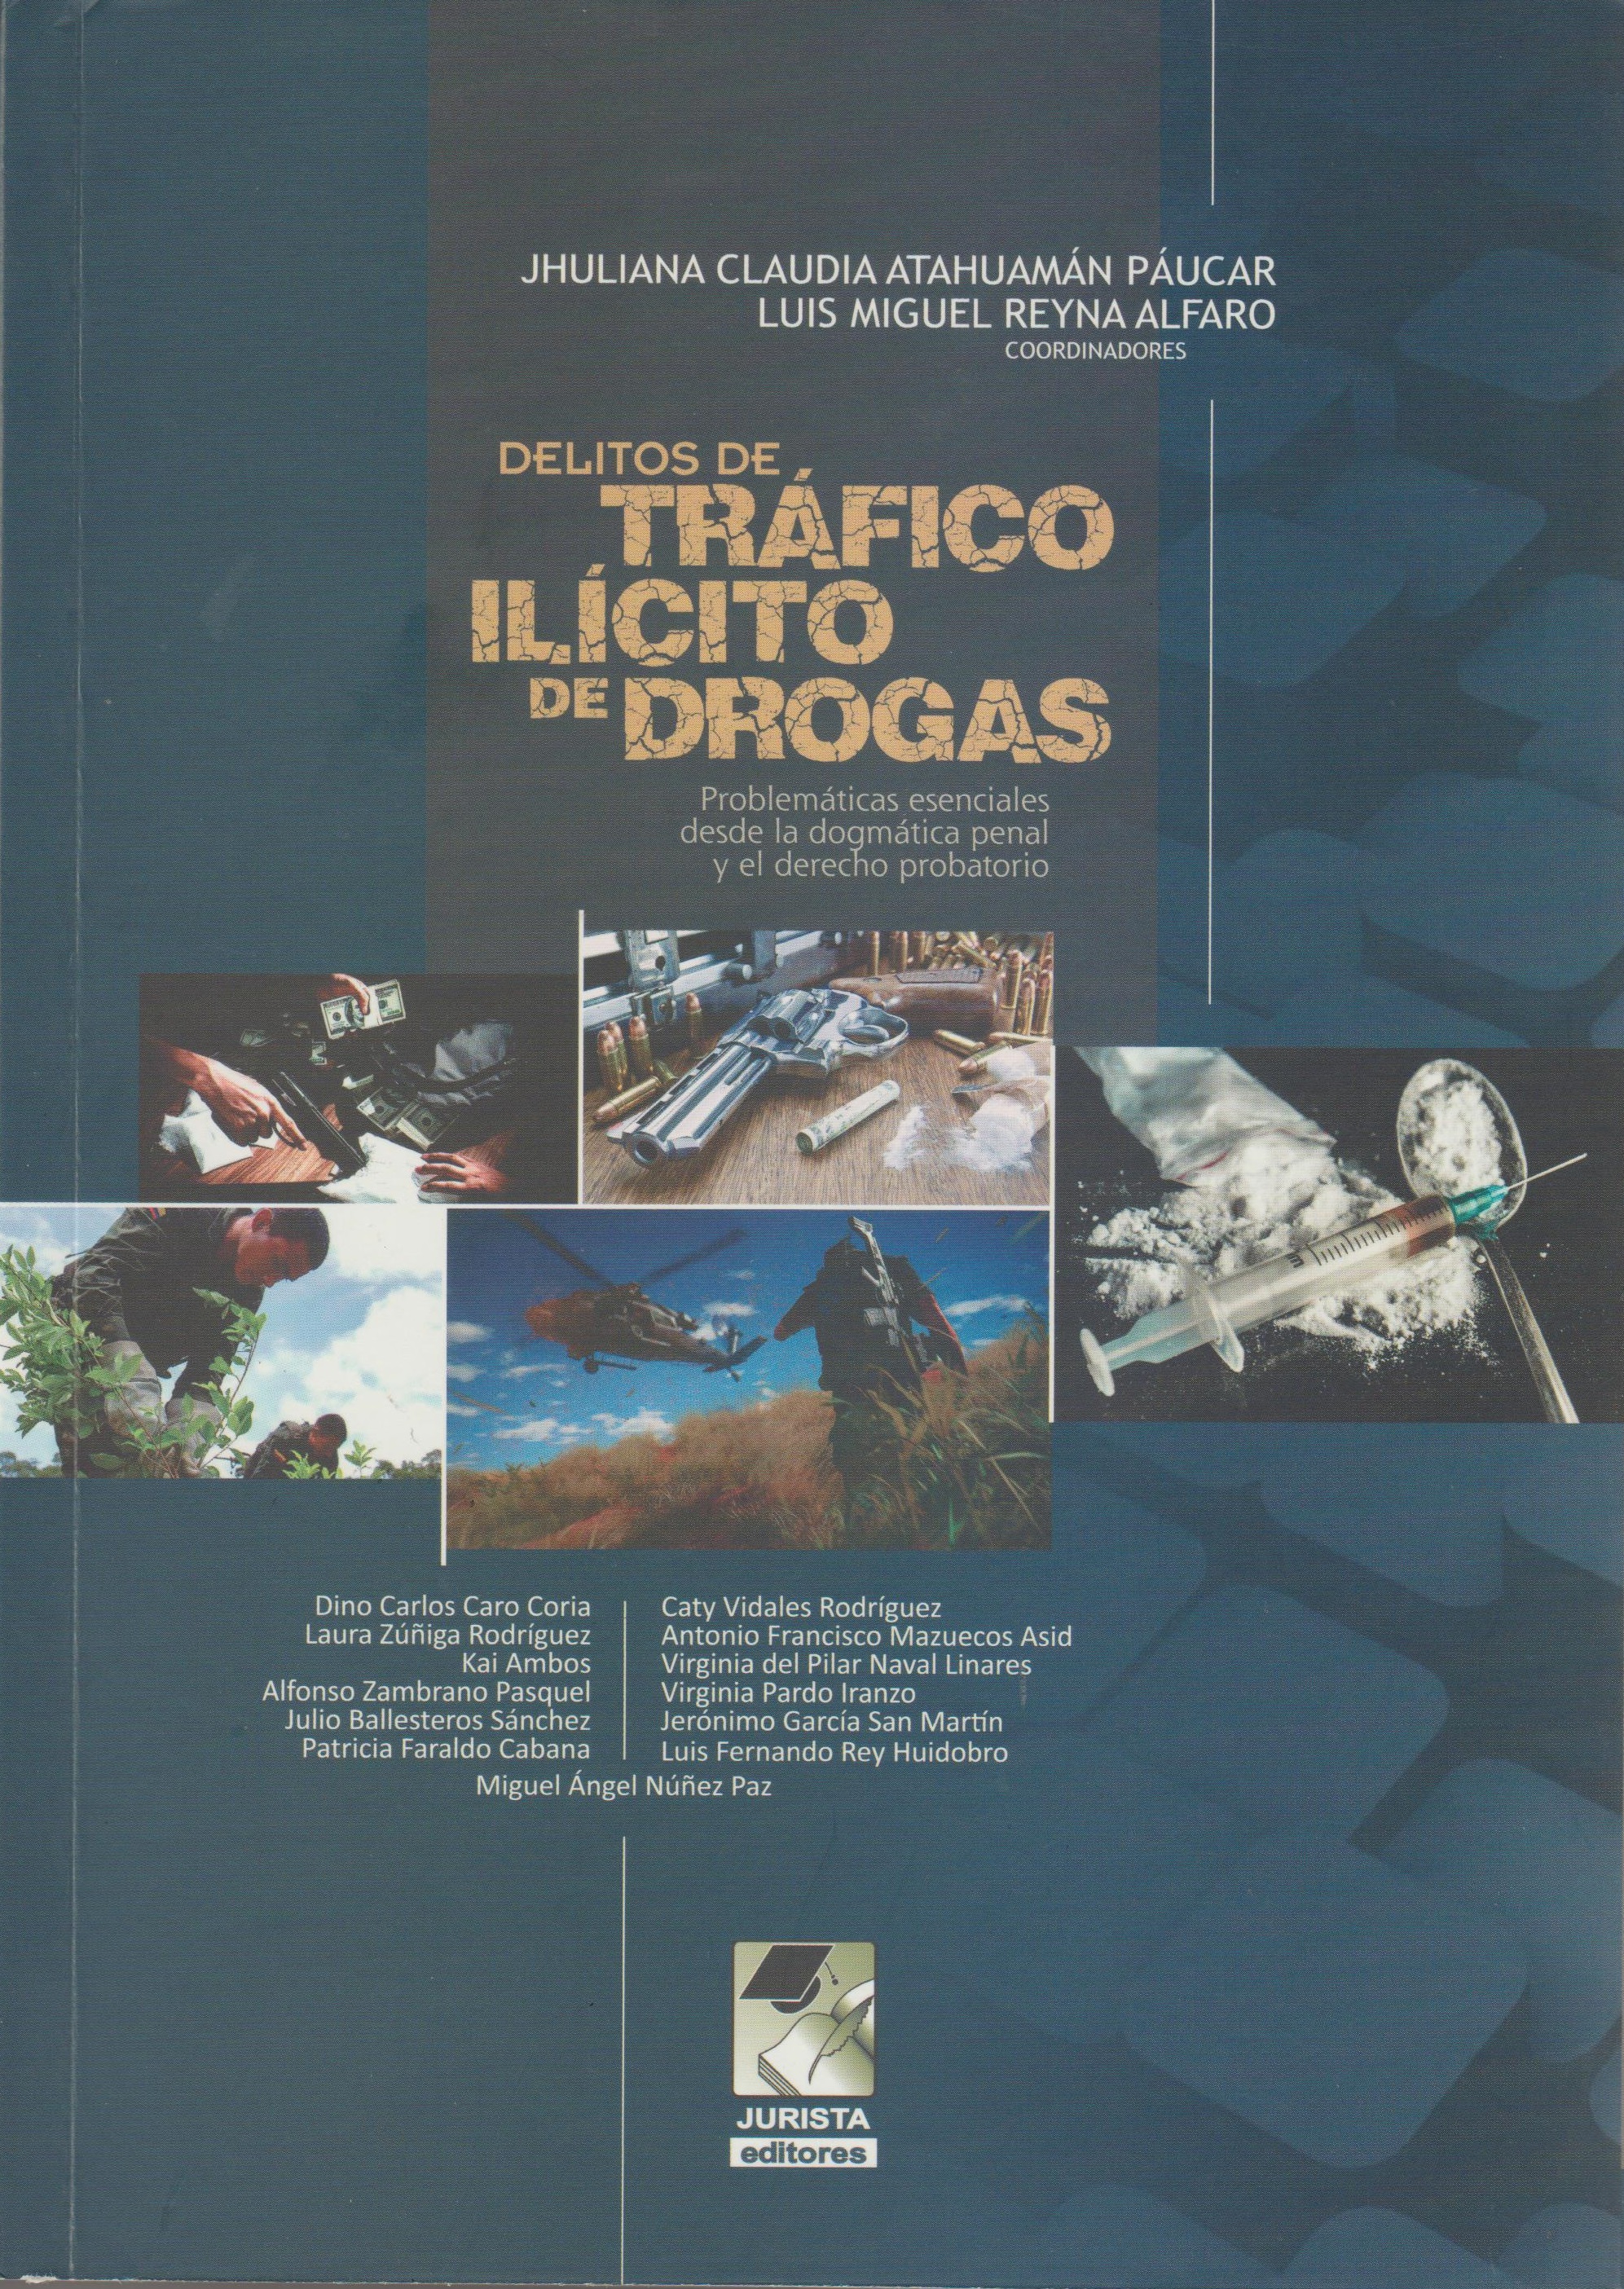 JHULIANA CLAUDIA ATAHUAMÁN PÁUCAR
LUIS MIGUEL REYNA ALFARO
COORDINADORES
DELITOS DE
TRÁFICO
ILÍCITO
DE DROGAS
Problemáticas esenciales
desde la dogmática penal
y el derecho probatorio
Dino Carlos Caro Coria
Laura Zúñiga Rodríguez
Kai Ambos
Alfonso Zambrano Pasquel
Julio Ballesteros Sánchez
Patricia Faraldo Cabana
Caty Vidales Rodríguez
Antonio Francisco Mazuecos Asid
Virginia del Pilar Naval Linares
Virginia Pardo Iranzo
Jerónimo García San Martín
Luis Fernando Rey Huidobro
Miguel Ángel Núñez Paz
JURISTA
editores